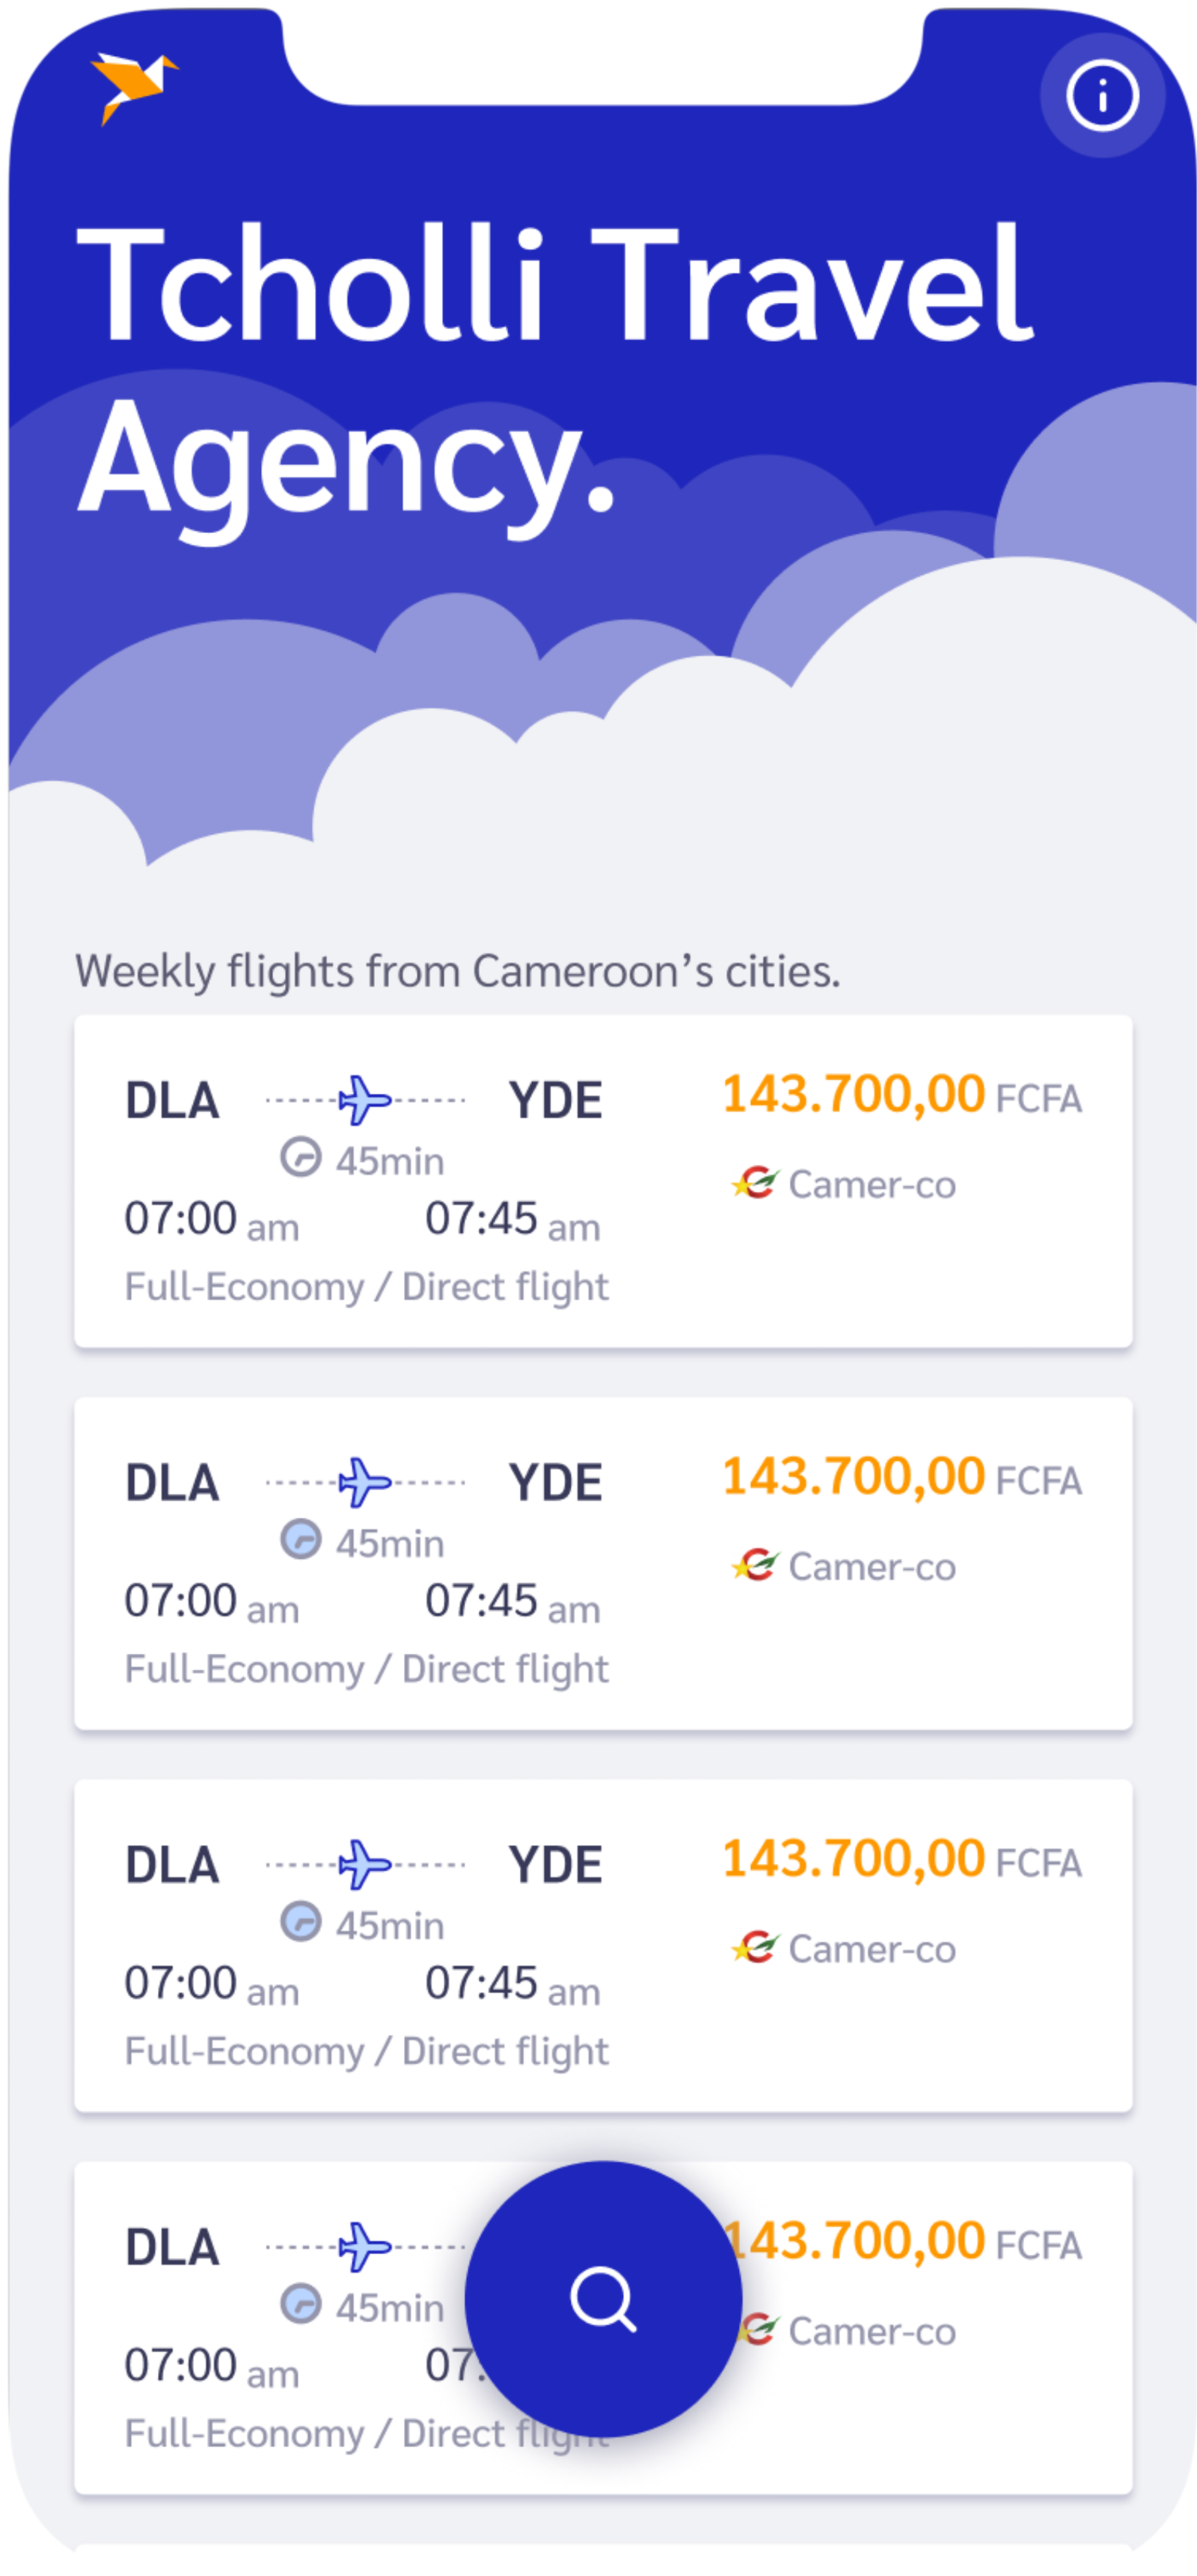 Tcholli Travel
Agency.
Weekly flights from Cameroon’s cities.
DLA YDE 143.700,00 FCFA
45min
Camer-co
07:00 am 07:45 am
Full-Economy / Direct flight
DLA YDE 143.700,00 FCFA
45min
Camer-co
07:00 am 07:45 am
Full-Economy / Direct flight
DLA YDE 143.700,00 FCFA
45min
Camer-co
07:00 am 07:45 am
Full-Economy / Direct flight
DLA 143.700,00 FCFA
45min
Camer-co
07:00 am 07:
Full-Economy / Direct flight